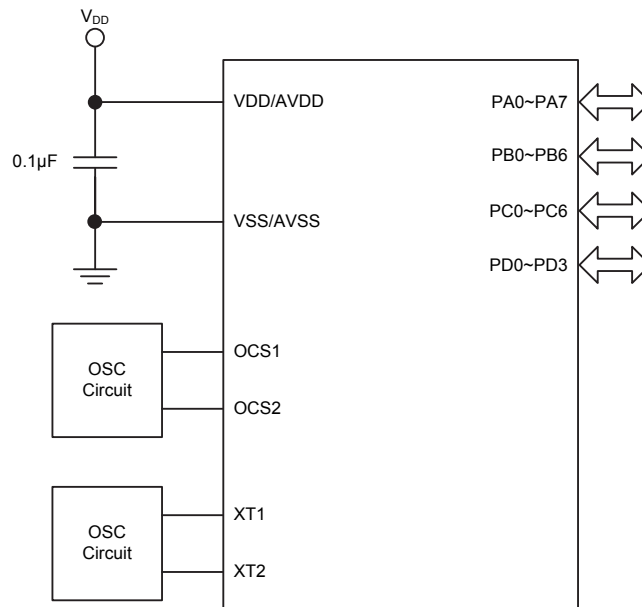 VDD
VDD/AVDD
PA0~PA7
0.1µF
PB0~PB6
PC0~PC6
VSS/AVSS
PD0~PD3
OSC
Circuit
OCS1
OCS2
OSC
Circuit
XT1
XT2